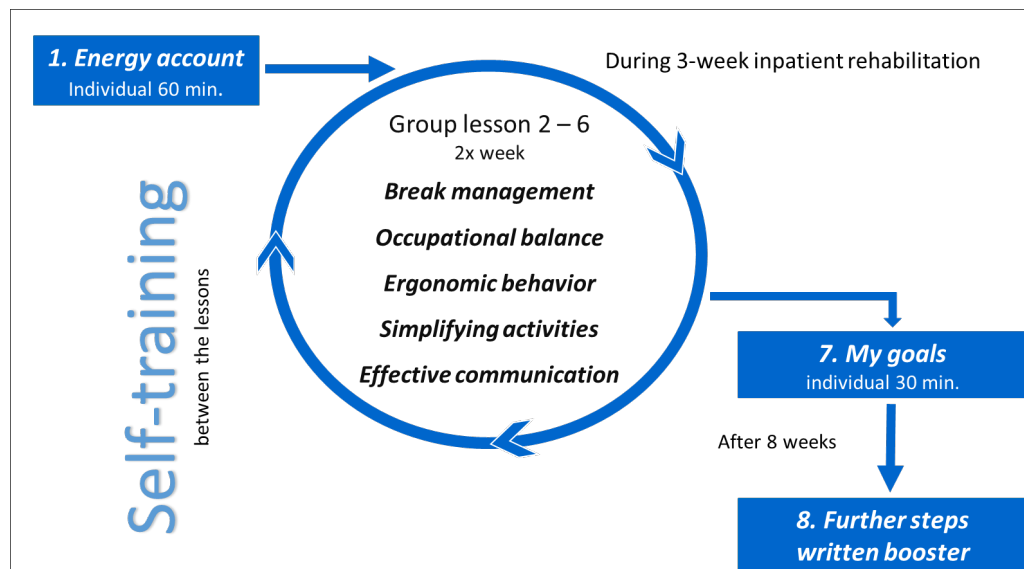 1. Energy account
Individual 60 min.
During 3-week inpatient rehabilitation
Group lesson 2 – 6
2x week
Break management
Occupational balance
Ergonomic behavior
Simplifying activities
Effective communication
Self-training
between the lessons
7. My goals
individual 30 min.
After 8 weeks
8. Further steps
written booster